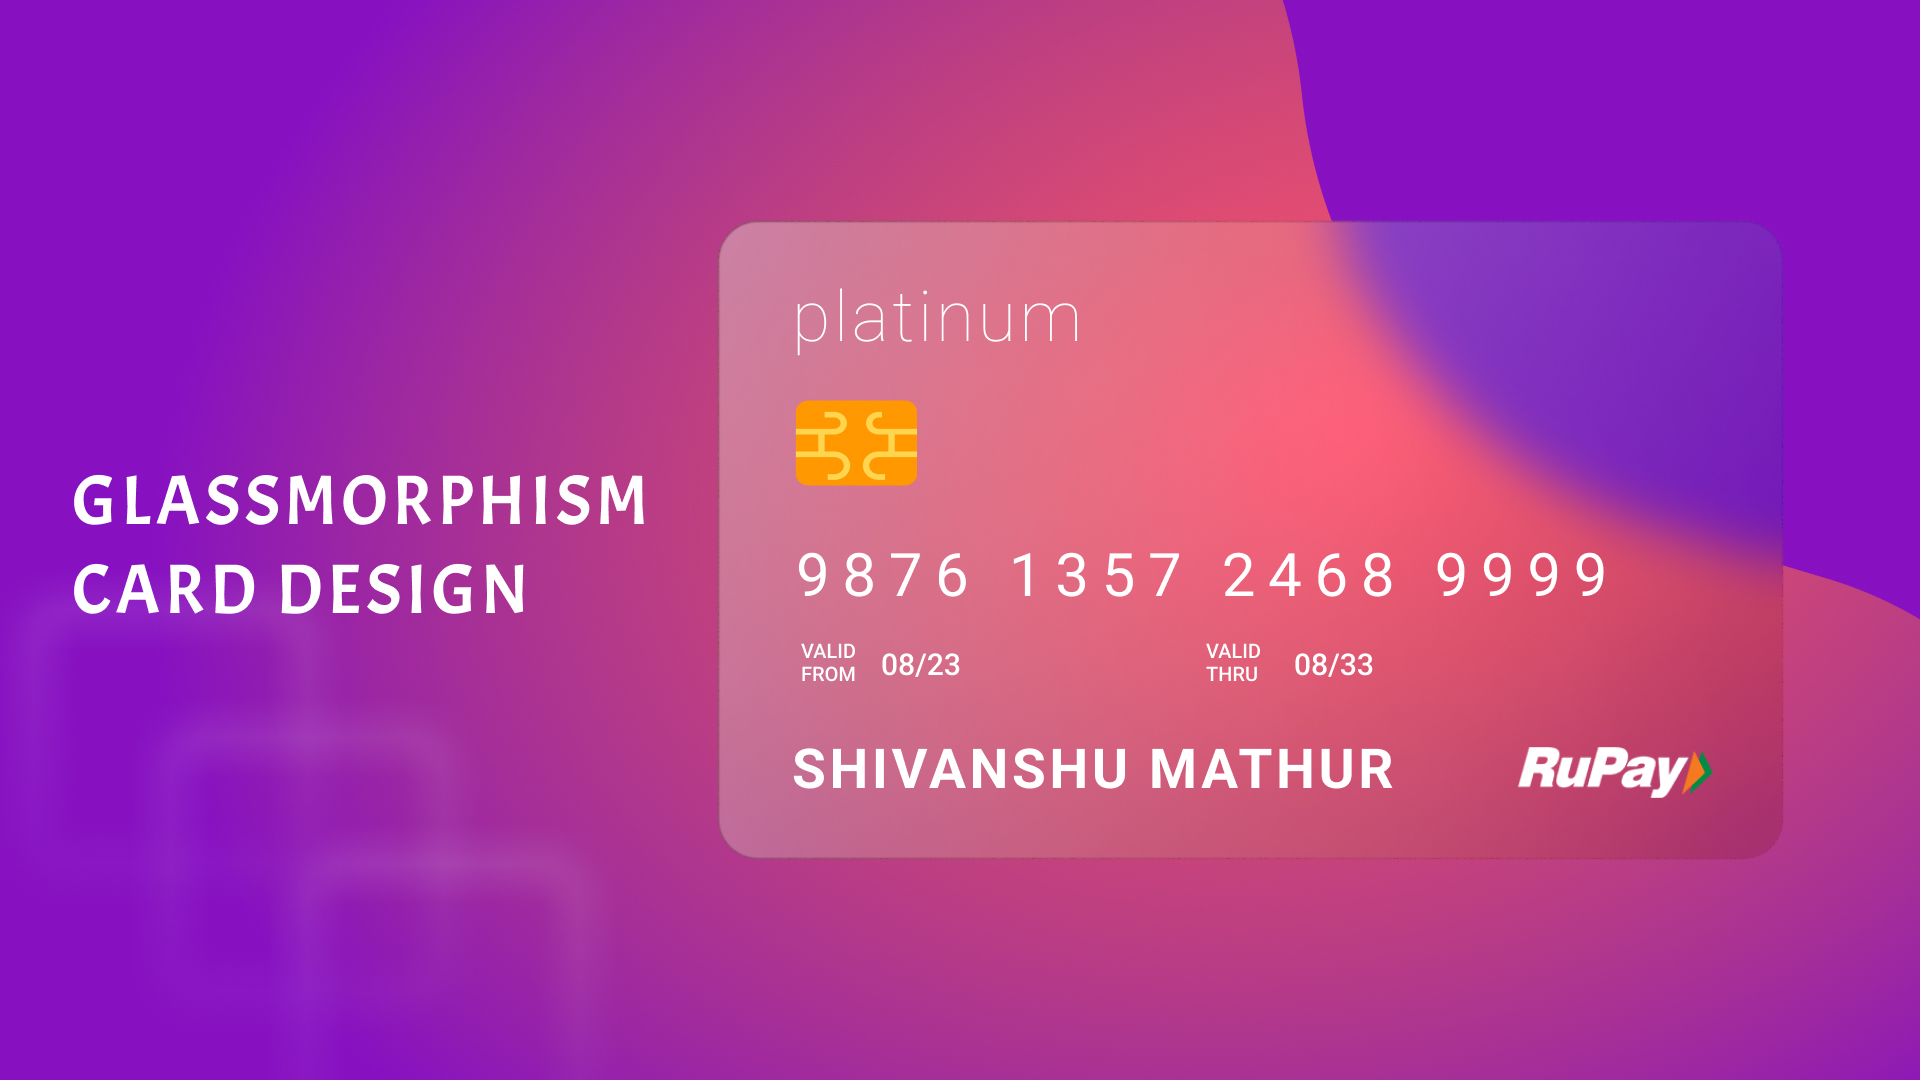 GLASSMORPHISM
CARD DESIGN
platinum
9876 1357 2468 9999
VALID FROM 08/23 VALID THRU 08/33
SHIVANSHU MATHUR RuPay